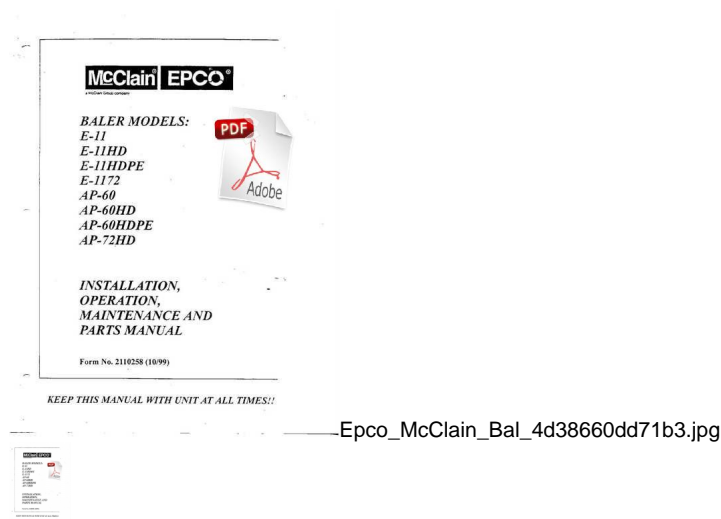 McClain EPCO®
a McClain Group company
BALER MODELS:
E-11
E-11HD
E-11HDPE
E-1172
AP-60
AP-60HD
AP-60HDPE
AP-72HD
PDF
Adobe
INSTALLATION,
OPERATION,
MAINTENANCE AND
PARTS MANUAL
Form No. 2110258 (10/99)
KEEP THIS MANUAL WITH UNIT AT ALL TIMES!!
Epco_McClain_Bal_4d38660dd71b3.jpg